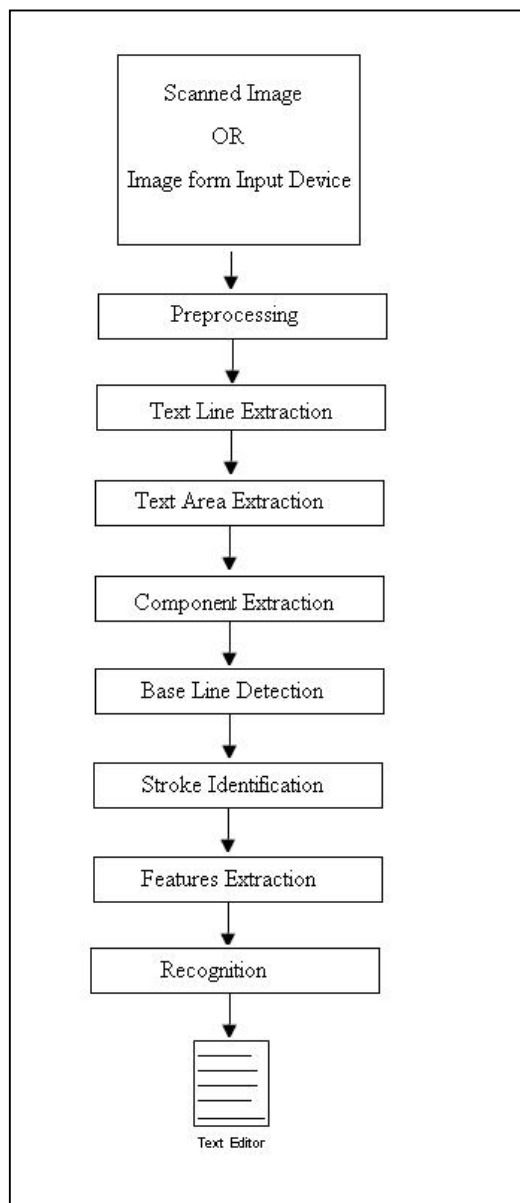 Scanned Image
OR
Image form Input Device
Preprocessing
Text Line Extraction
Text Area Extraction
Component Extraction
Base Line Detection
Stroke Identification
Features Extraction
Recognition
Text Editor